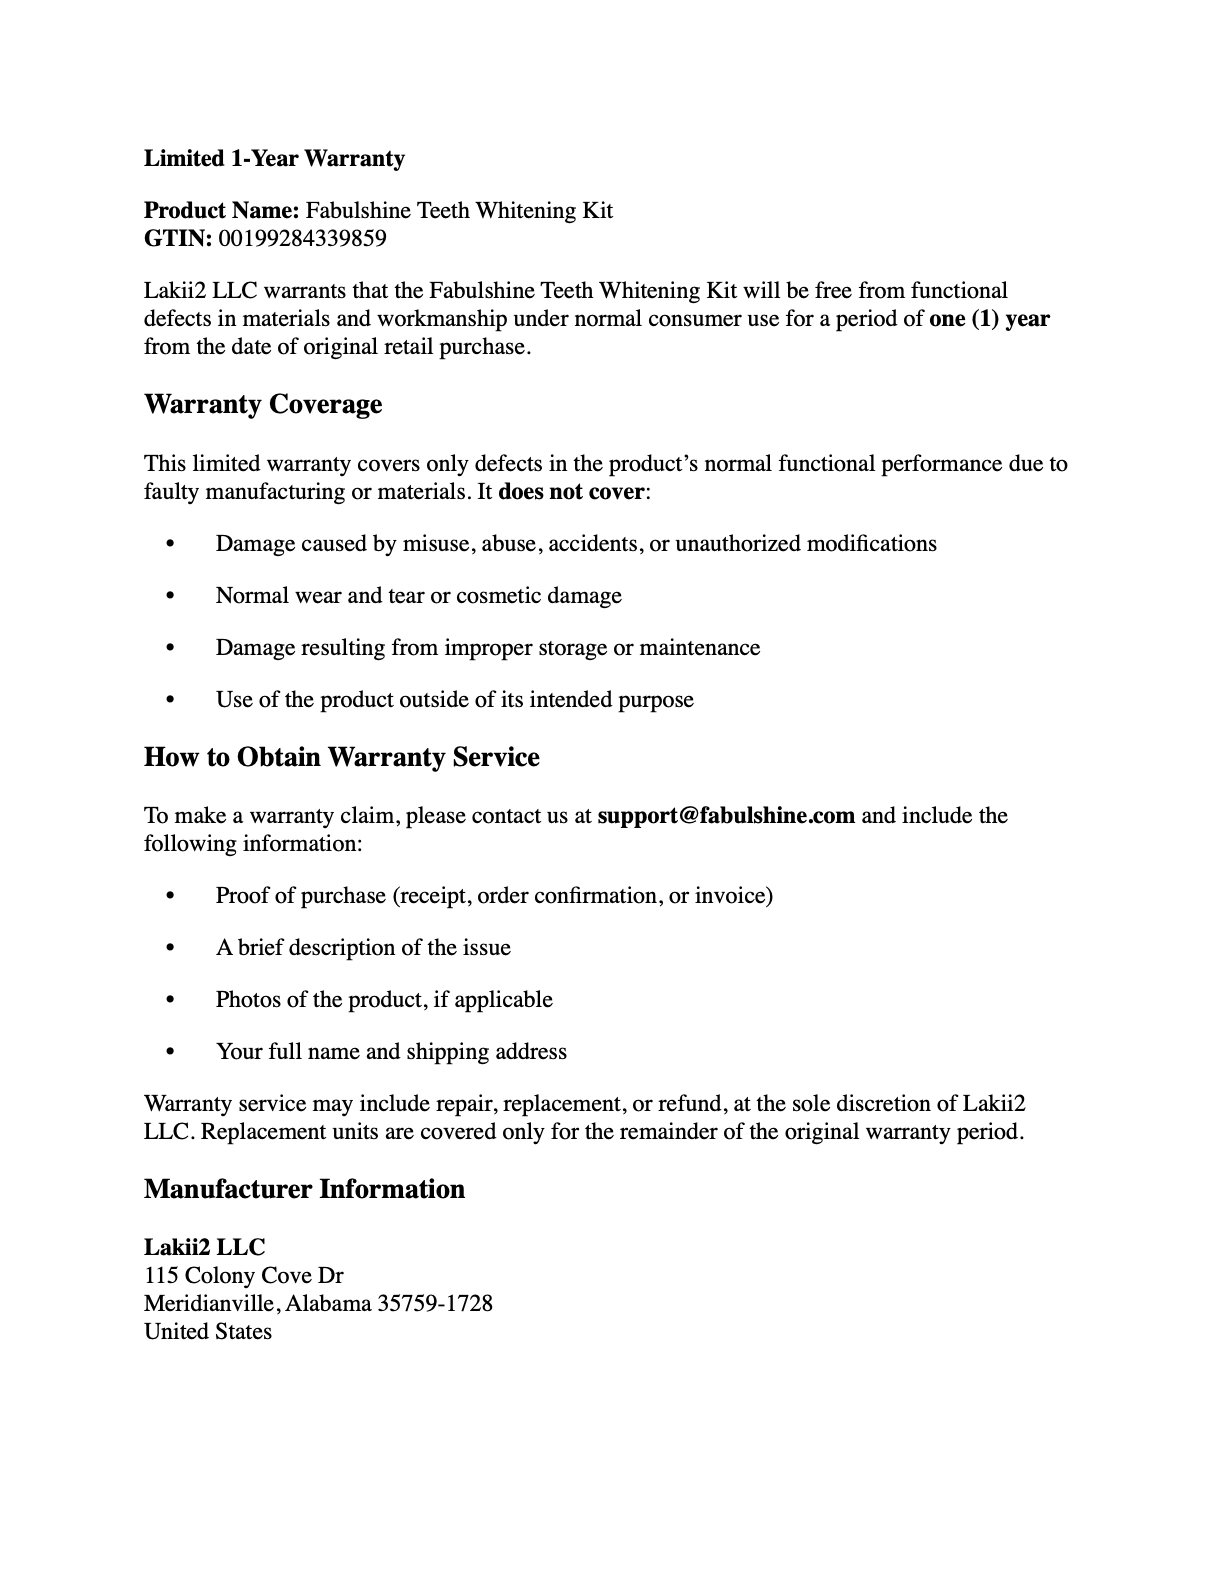 Limited 1-Year Warranty
Product Name: Fabulshine Teeth Whitening Kit
GTIN: 00199284339859
Lakii2 LLC warrants that the Fabulshine Teeth Whitening Kit will be free from functional
defects in materials and workmanship under normal consumer use for a period of one (1) year
from the date of original retail purchase.
Warranty Coverage
This limited warranty covers only defects in the product’s normal functional performance due to
faulty manufacturing or materials. It does not cover:
• Damage caused by misuse, abuse, accidents, or unauthorized modifications
• Normal wear and tear or cosmetic damage
• Damage resulting from improper storage or maintenance
• Use of the product outside of its intended purpose
How to Obtain Warranty Service
To make a warranty claim, please contact us at support@fabulshine.com and include the
following information:
• Proof of purchase (receipt, order confirmation, or invoice)
• A brief description of the issue
• Photos of the product, if applicable
• Your full name and shipping address
Warranty service may include repair, replacement, or refund, at the sole discretion of Lakii2
LLC. Replacement units are covered only for the remainder of the original warranty period.
Manufacturer Information
Lakii2 LLC
115 Colony Cove Dr
Meridianville, Alabama 35759-1728
United States